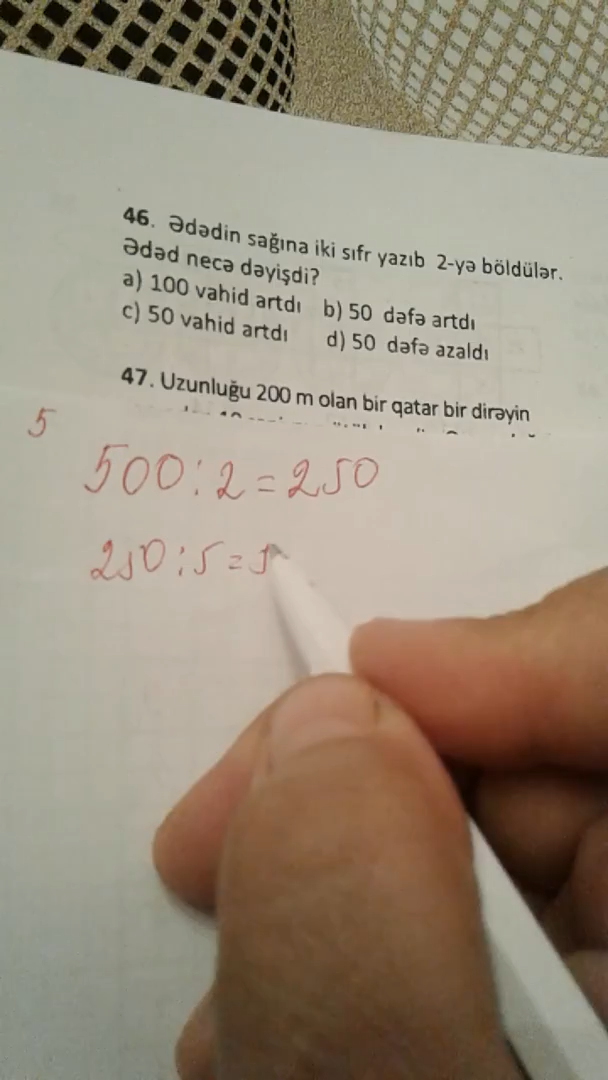 46. Ədədin sağına iki sıfr yazıb 2-yə böldülər.
Ədəd necə dəyişdi?
a) 100 vahid artdı b) 50 dəfə artdı
c) 50 vahid artdı d) 50 dəfə azaldı
47. Uzunluğu 200 m olan bir qatar bir dirəyin
5
500:2=250
250:5=5